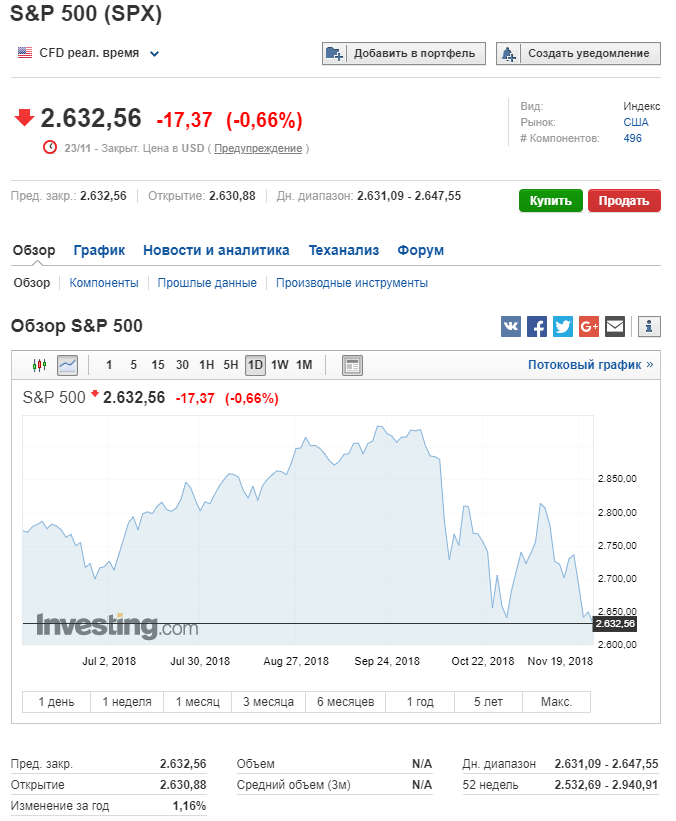 S&P 500 (SPX)
CFD реал. время
Добавить в портфель
Создать уведомление
2.632,56 -17,37 (-0,66%)
23/11 - Закрыт. Цена в USD ( Предупреждение )
Вид: Индекс
Рынок: США
# Компонентов: 496
Пред. закр.: 2.632,56 Открытие: 2.630,88 Дн. диапазон: 2.631,09 - 2.647,55
Купить Продать
Обзор График Новости и аналитика Теханализ Форум
Обзор Компоненты Прошлые данные Производные инструменты
Обзор S&P 500
1 5 15 30 1H 5H 1D 1W 1M
Потоковый график »
S&P 500 2.632,56 -17,37 (-0,66%)
2.850,00
2.800,00
2.750,00
2.700,00
2.650,00
2.632,56
2.600,00
Investing.com
Jul 2, 2018 Jul 30, 2018 Aug 27, 2018 Sep 24, 2018 Oct 22, 2018 Nov 19, 2018
1 день 1 неделя 1 месяц 3 месяца 6 месяцев 1 год 5 лет Макс.
Пред. закр. 2.632,56 Объем N/A Дн. диапазон 2.631,09 - 2.647,55
Открытие 2.630,88 Средний объем (3м) N/A 52 недель 2.532,69 - 2.940,91
Изменение за год 1,16%